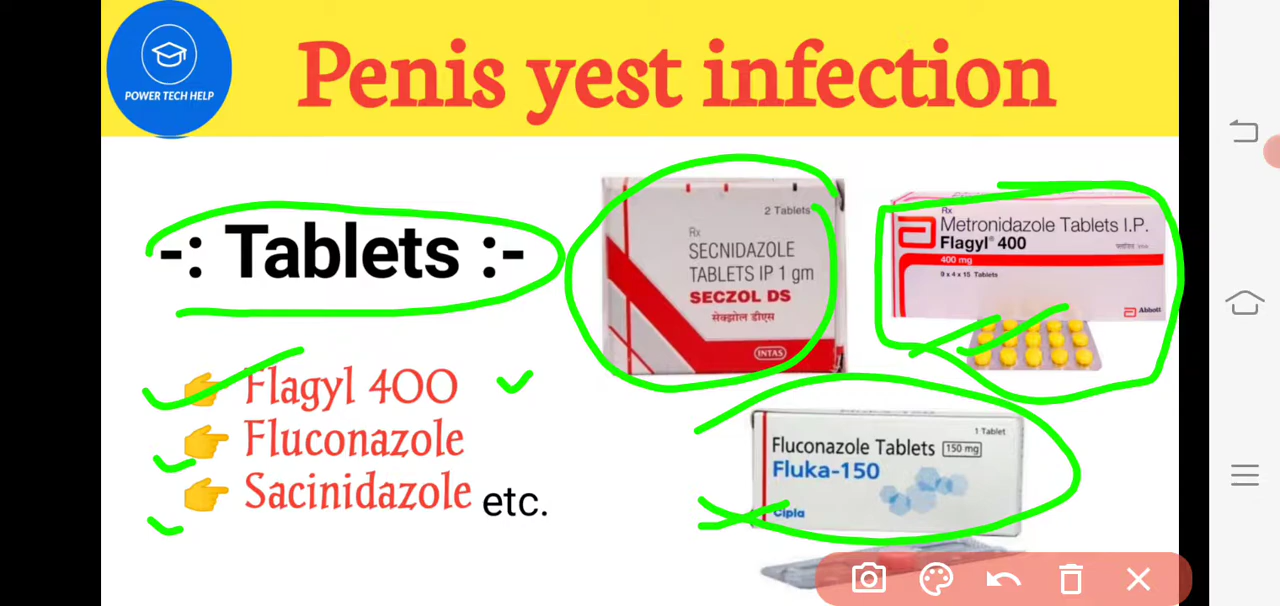 POWER TECH HELP
Penis yest infection
-: Tablets :-
Flagyl 400
Fluconazole
Sacinidazole etc.
2 Tablets
Rx
SECNIDAZOLE
TABLETS IP 1 gm
SECZOL DS
सेक्झोल डीएस
INTAS
Rx
Metronidazole Tablets I.P.
Flagyl® 400
400 mg
9 x 4 x 15 Tablets
Abbott
1 Tablet
Fluconazole Tablets 150 mg
Fluka-150
Cipla